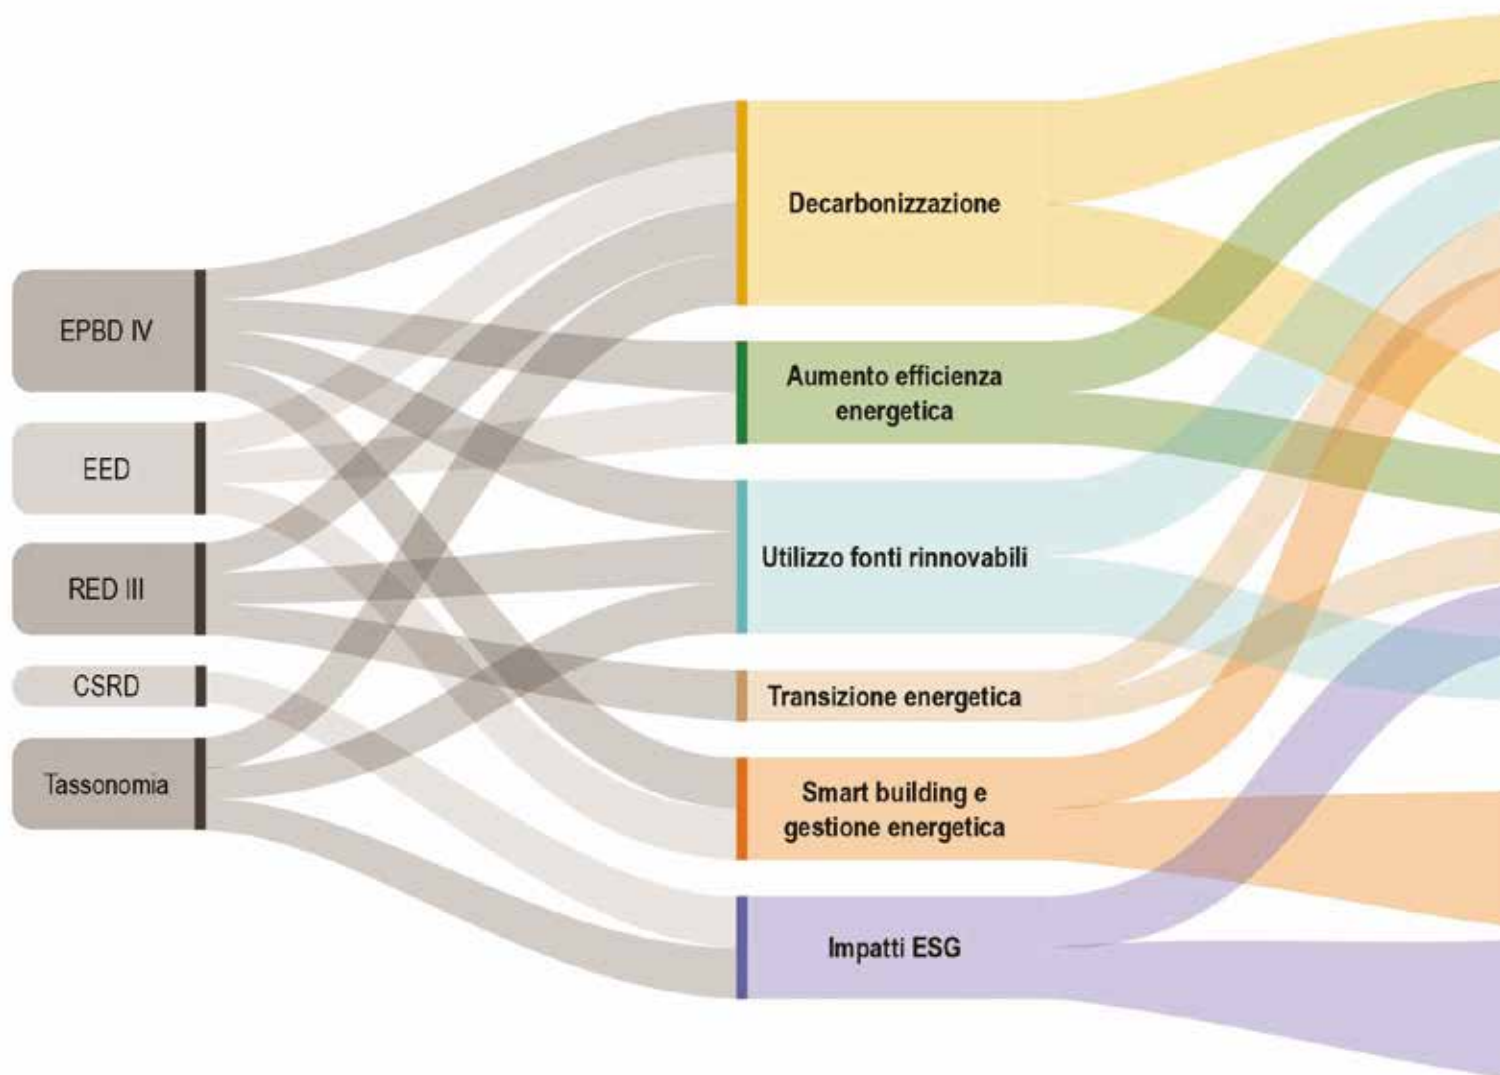 EPBD IV
EED
RED III
CSRD
Tassonomia
Decarbonizzazione
Aumento efficienza
energetica
Utilizzo fonti rinnovabili
Transizione energetica
Smart building e
gestione energetica
Impatti ESG